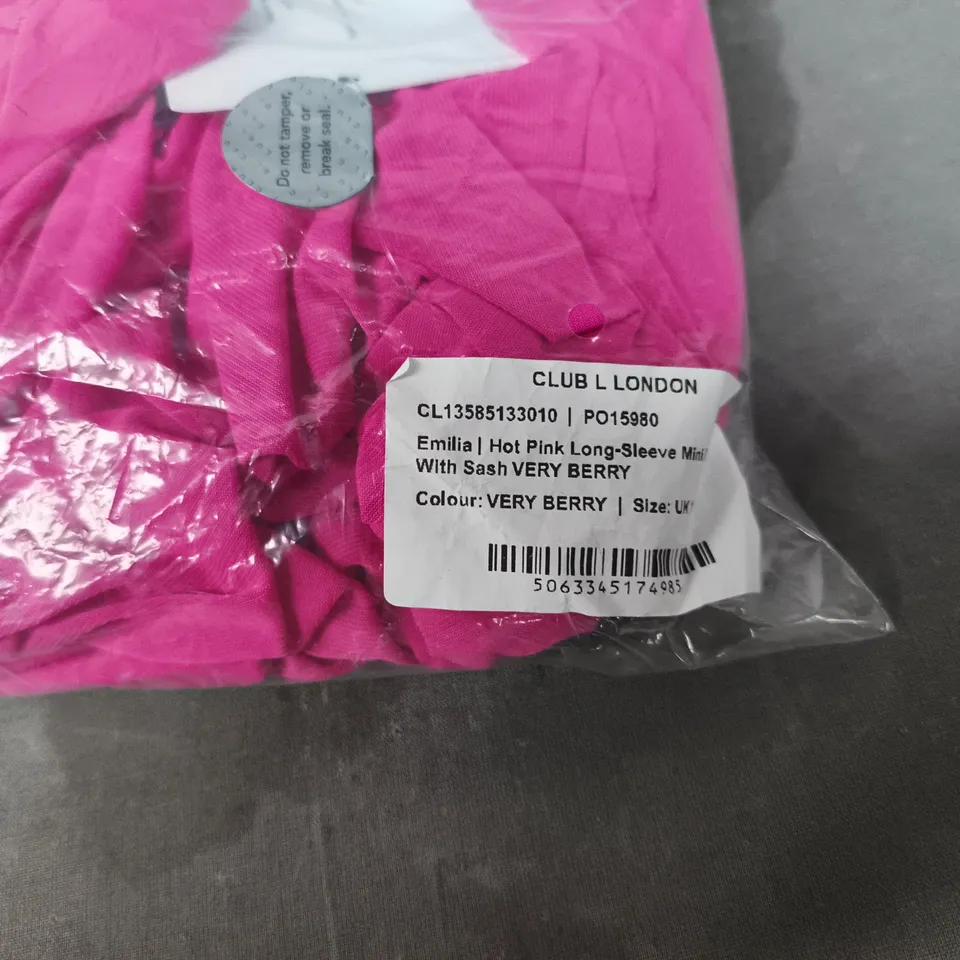 Do not tamper,
remove or
break seal.
CLUB L LONDON
CL13585133010 | PO15980
Emilia | Hot Pink Long-Sleeve Mini
With Sash VERY BERRY
Colour: VERY BERRY | Size: UK
5063345174985